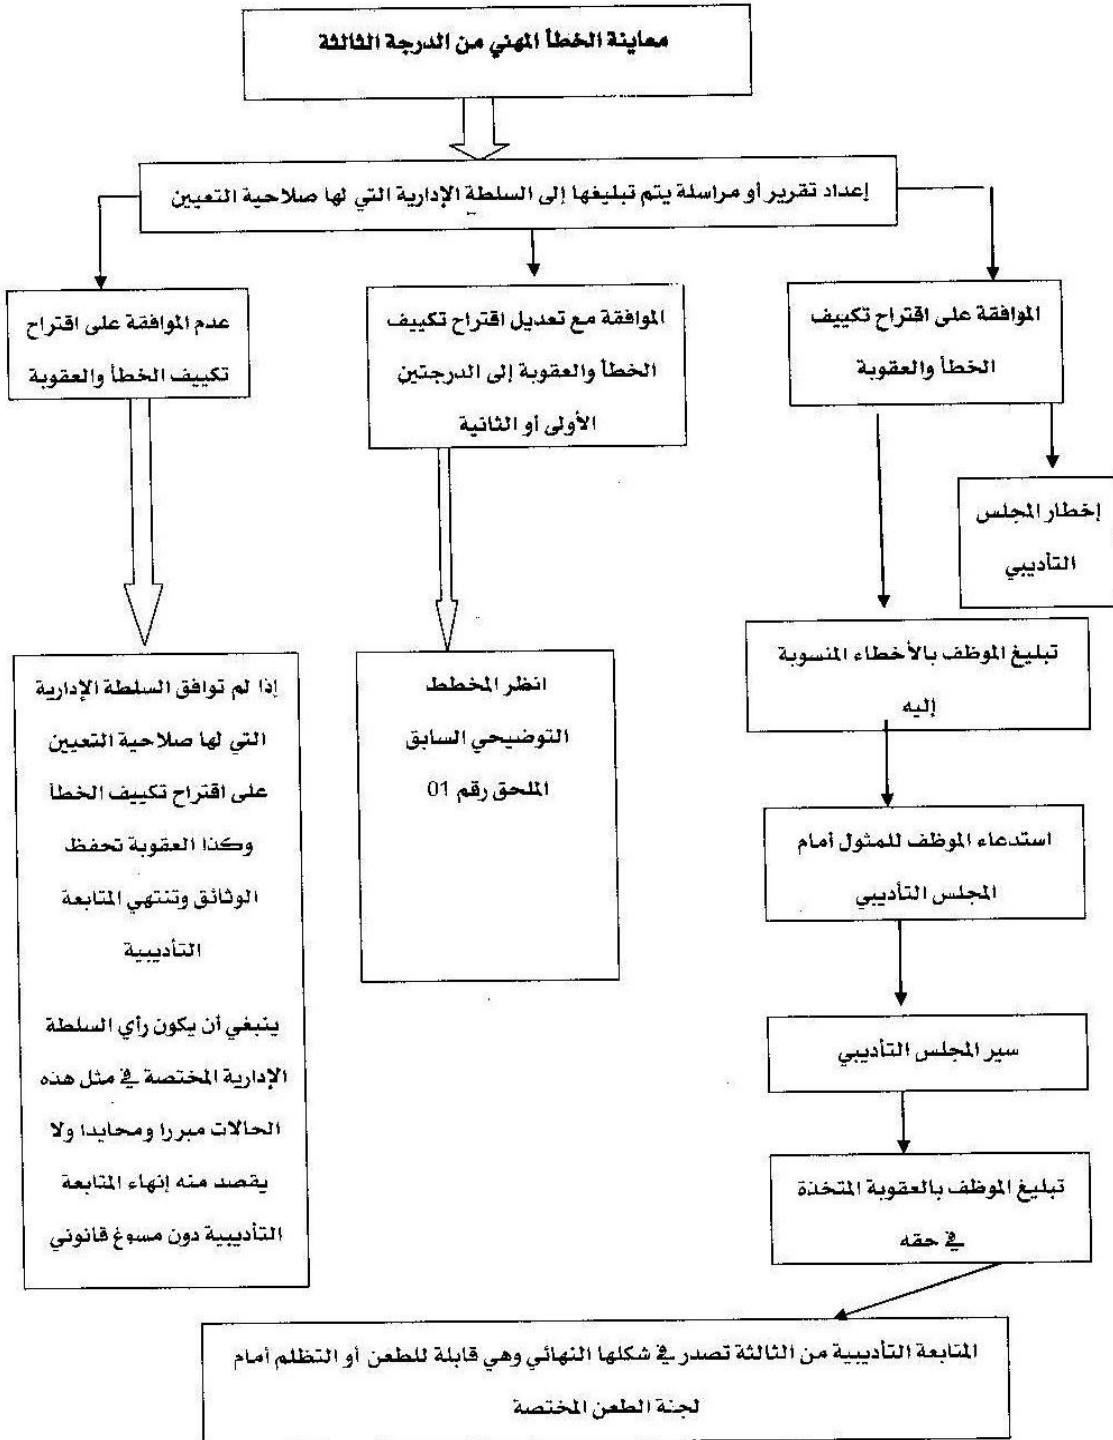 معاينة الخطأ المهني من الدرجة الثالثة
إعداد تقرير أو مراسلة يتم تبليغها إلى السلطة الإدارية التي لها صلاحية التعيين
الموافقة على اقتراح تكييف
الخطأ والعقوبة
الموافقة مع تعديل اقتراح تكييف
الخطأ والعقوبة إلى الدرجتين
الأولى أو الثانية
عدم الموافقة على اقتراح
تكييف الخطأ والعقوبة
إخطار المجلس
التأديبي
تبليغ الموظف بالأخطاء المنسوبة
إليه
استدعاء الموظف للمثول أمام
المجلس التأديبي
سير المجلس التأديبي
تبليغ الموظف بالعقوبة المتخذة
في حقه
انظر المخطط
التوضيحي السابق
الملحق رقم 01
إذا لم توافق السلطة الإدارية
التي لها صلاحية التعيين
على اقتراح تكييف الخطأ
وكذا العقوبة تحفظ
الوثائق وتنتهي المتابعة
التأديبية
ينبغي أن يكون رأي السلطة
الإدارية المختصة في مثل هذه
الحالات مبررا ومحايدا ولا
يقصد منه إنهاء المتابعة
التأديبية دون مسوغ قانوني
المتابعة التأديبية من الثالثة تصدر في شكلها النهائي وهي قابلة للطعن أو التظلم أمام
لجنة الطعن المختصة